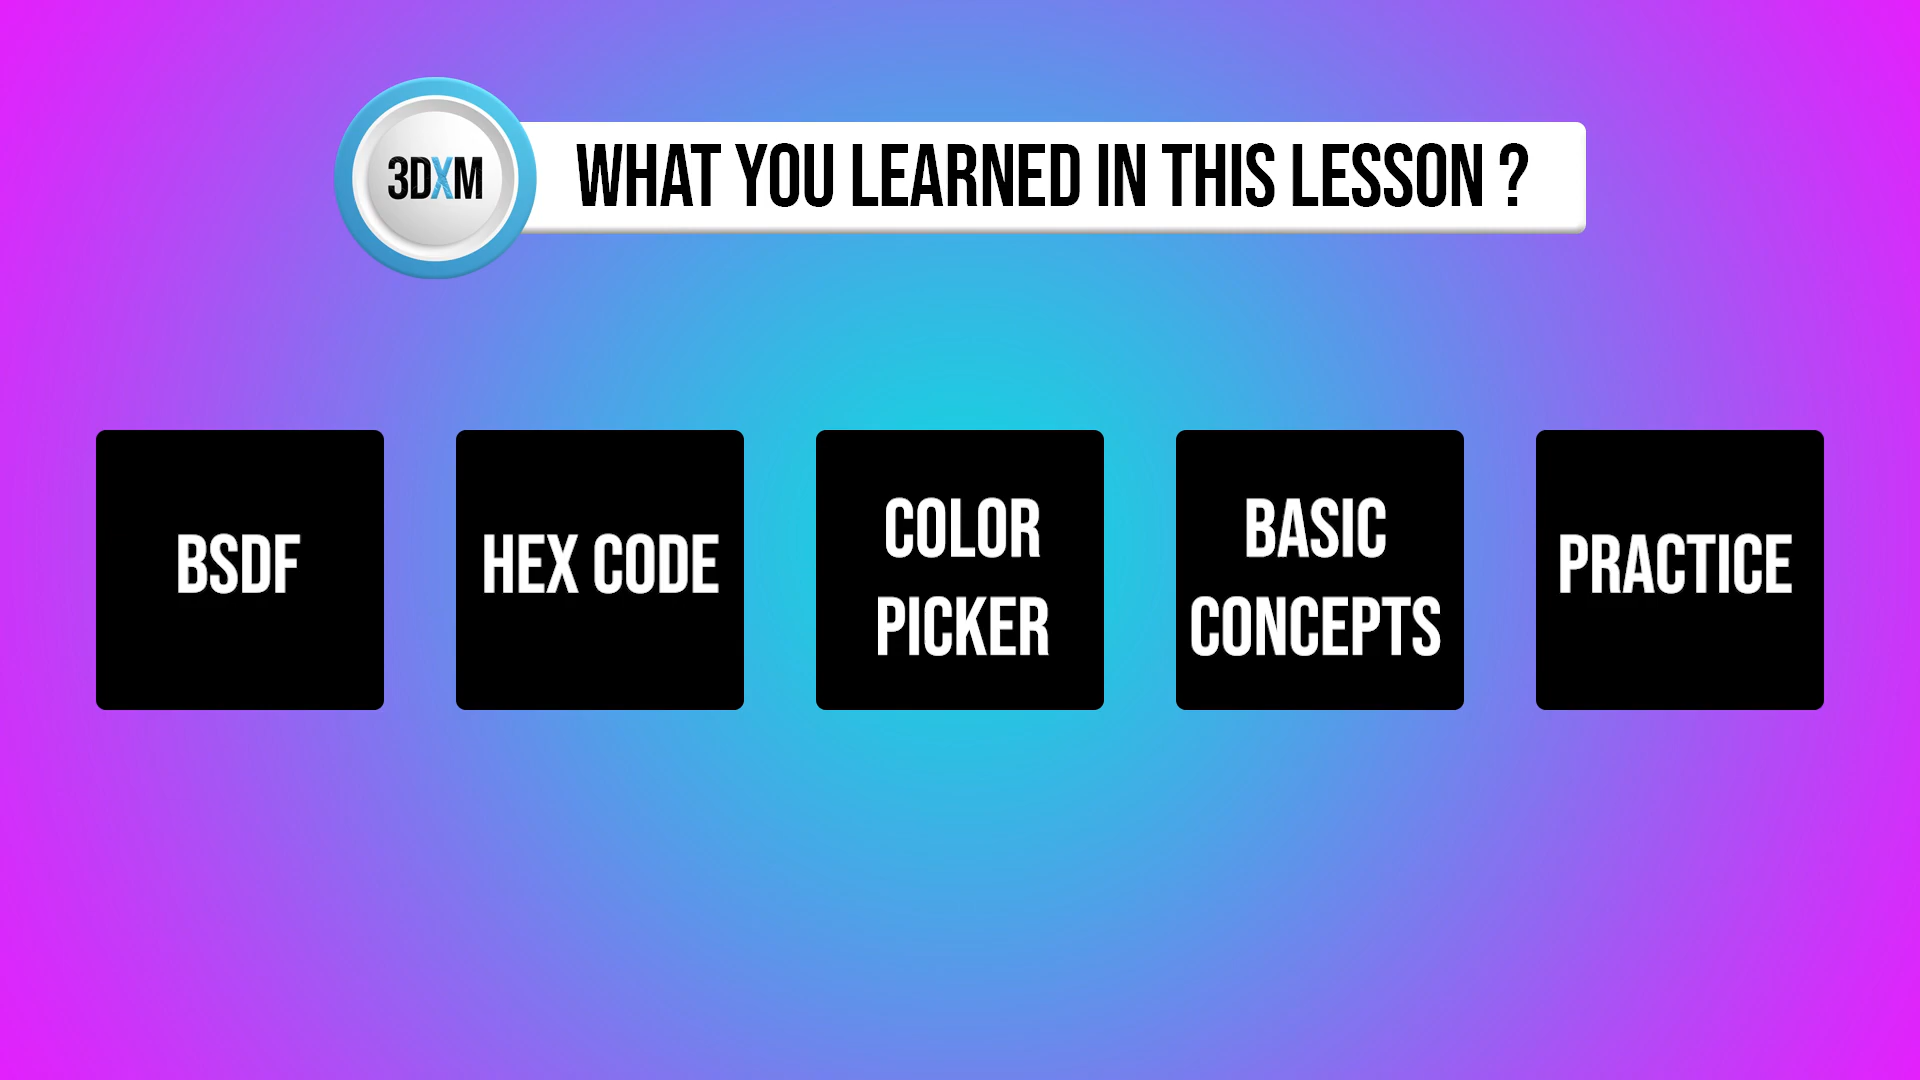 3DXM
WHAT YOU LEARNED IN THIS LESSON ?
BSDF
HEX CODE
COLOR
PICKER
BASIC
CONCEPTS
PRACTICE